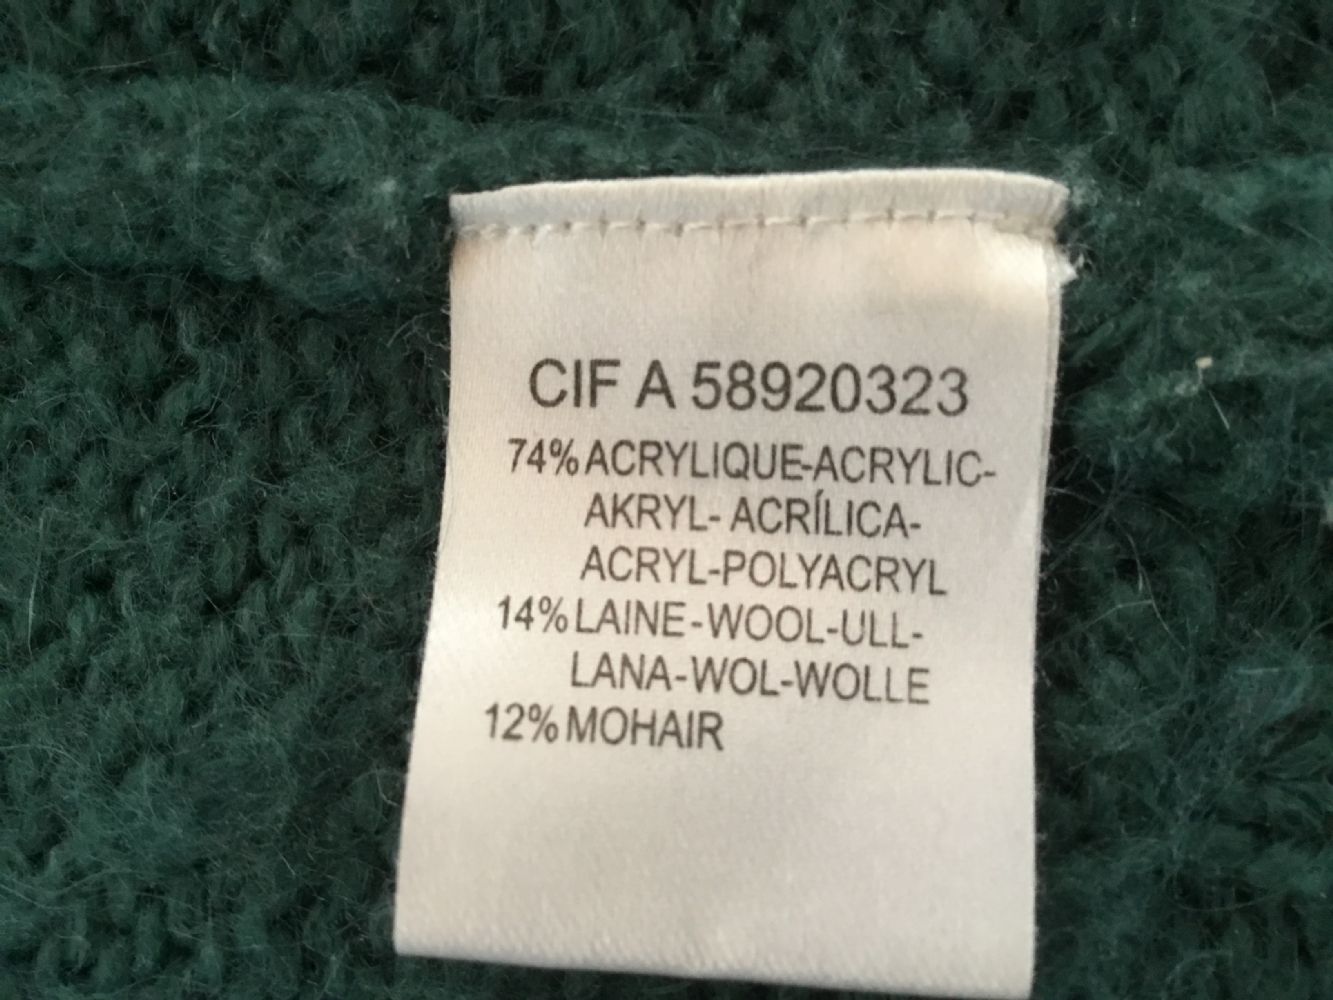 CIF A 58920323
74% ACRYLIQUE-ACRYLIC-
AKRYL- ACRÍLICA-
ACRYL-POLYACRYL
14% LAINE-WOOL-ULL-
LANA-WOL-WOLLE
12% MOHAIR